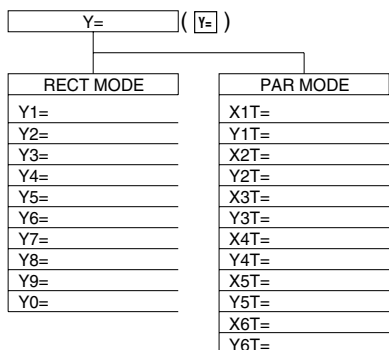 Y= ( Y= )
RECT MODE
Y1=
Y2=
Y3=
Y4=
Y5=
Y6=
Y7=
Y8=
Y9=
Y0=
PAR MODE
X1T=
Y1T=
X2T=
Y2T=
X3T=
Y3T=
X4T=
Y4T=
X5T=
Y5T=
X6T=
Y6T=